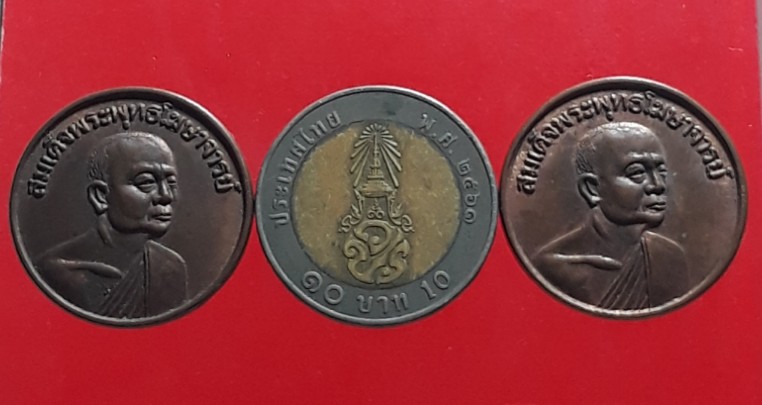 สมเด็จพระพุทธโฆษาจารย์
ประเทศไทย พ.ศ. ๒๕๖๑
๑๐ บาท 10
สมเด็จพระพุทธโฆษาจารย์